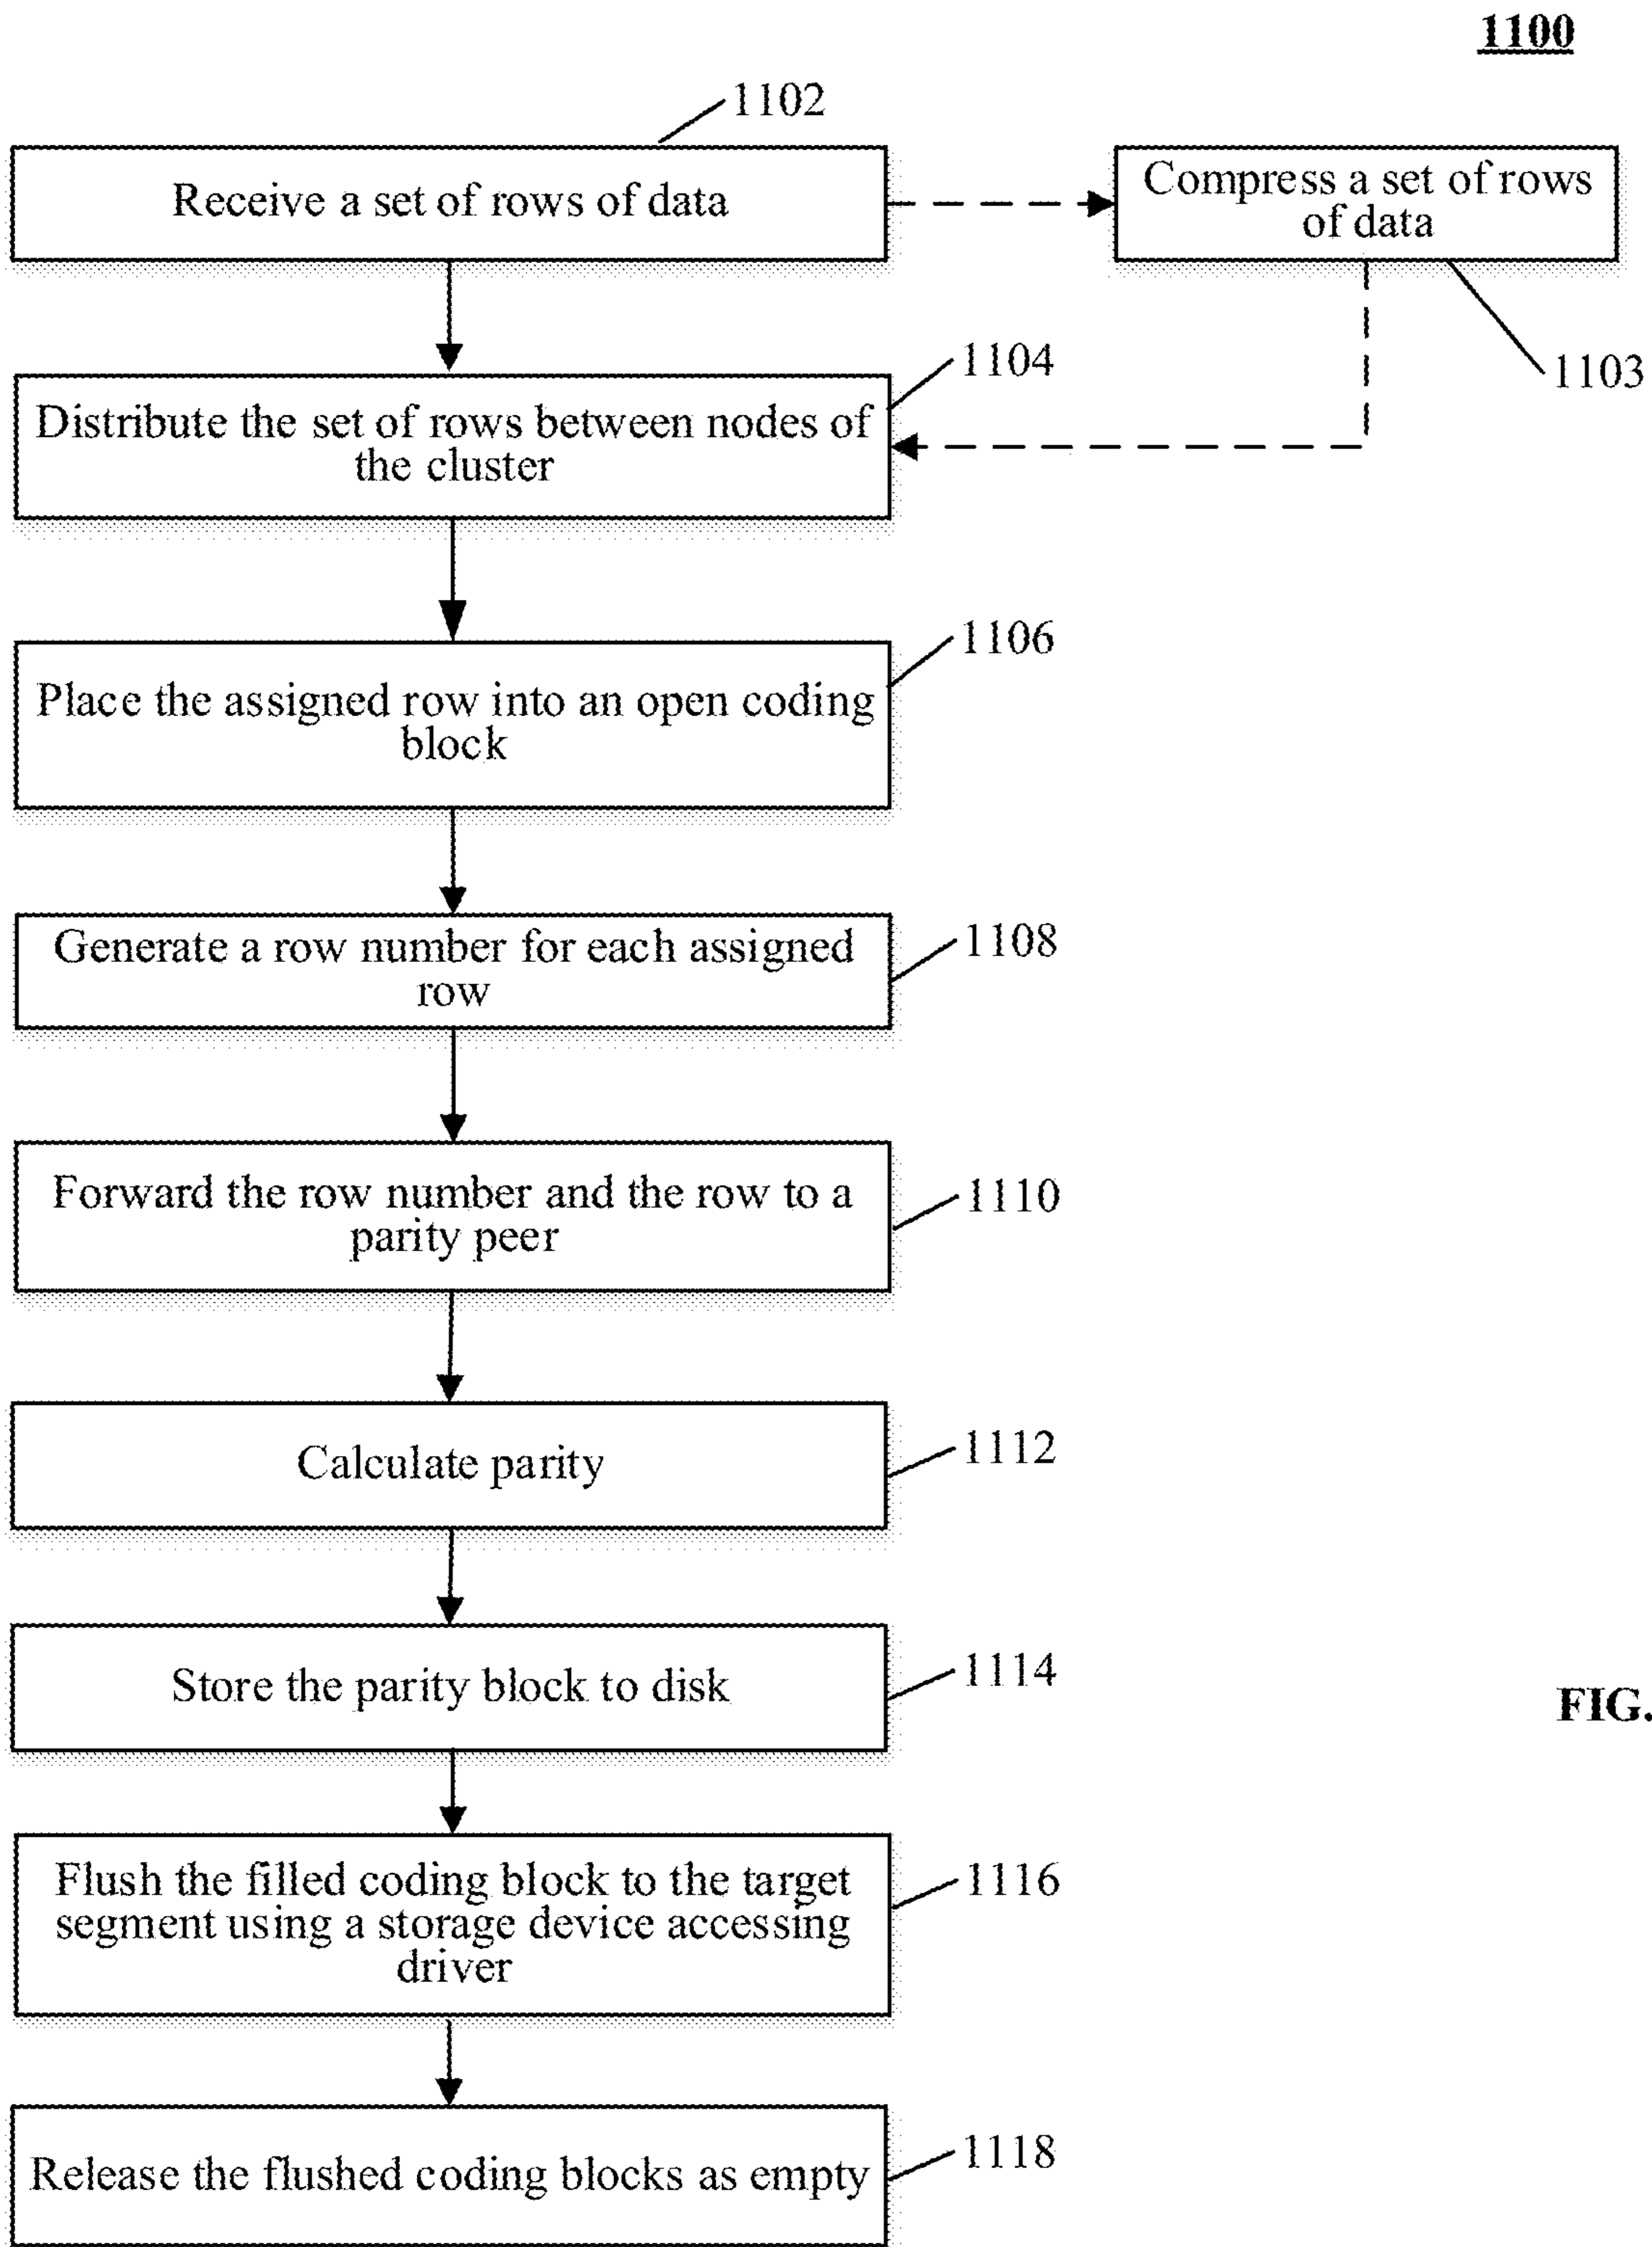 1100
1102
Receive a set of rows of data
Compress a set of rows
of data
1103
1104
Distribute the set of rows between nodes of
the cluster
1106
Place the assigned row into an open coding
block
Generate a row number for each assigned
row
1108
Forward the row number and the row to a
parity peer
1110
Calculate parity
1112
Store the parity block to disk
1114
FIG.
Flush the filled coding block to the target
segment using a storage device accessing
driver
1116
Release the flushed coding blocks as empty
1118